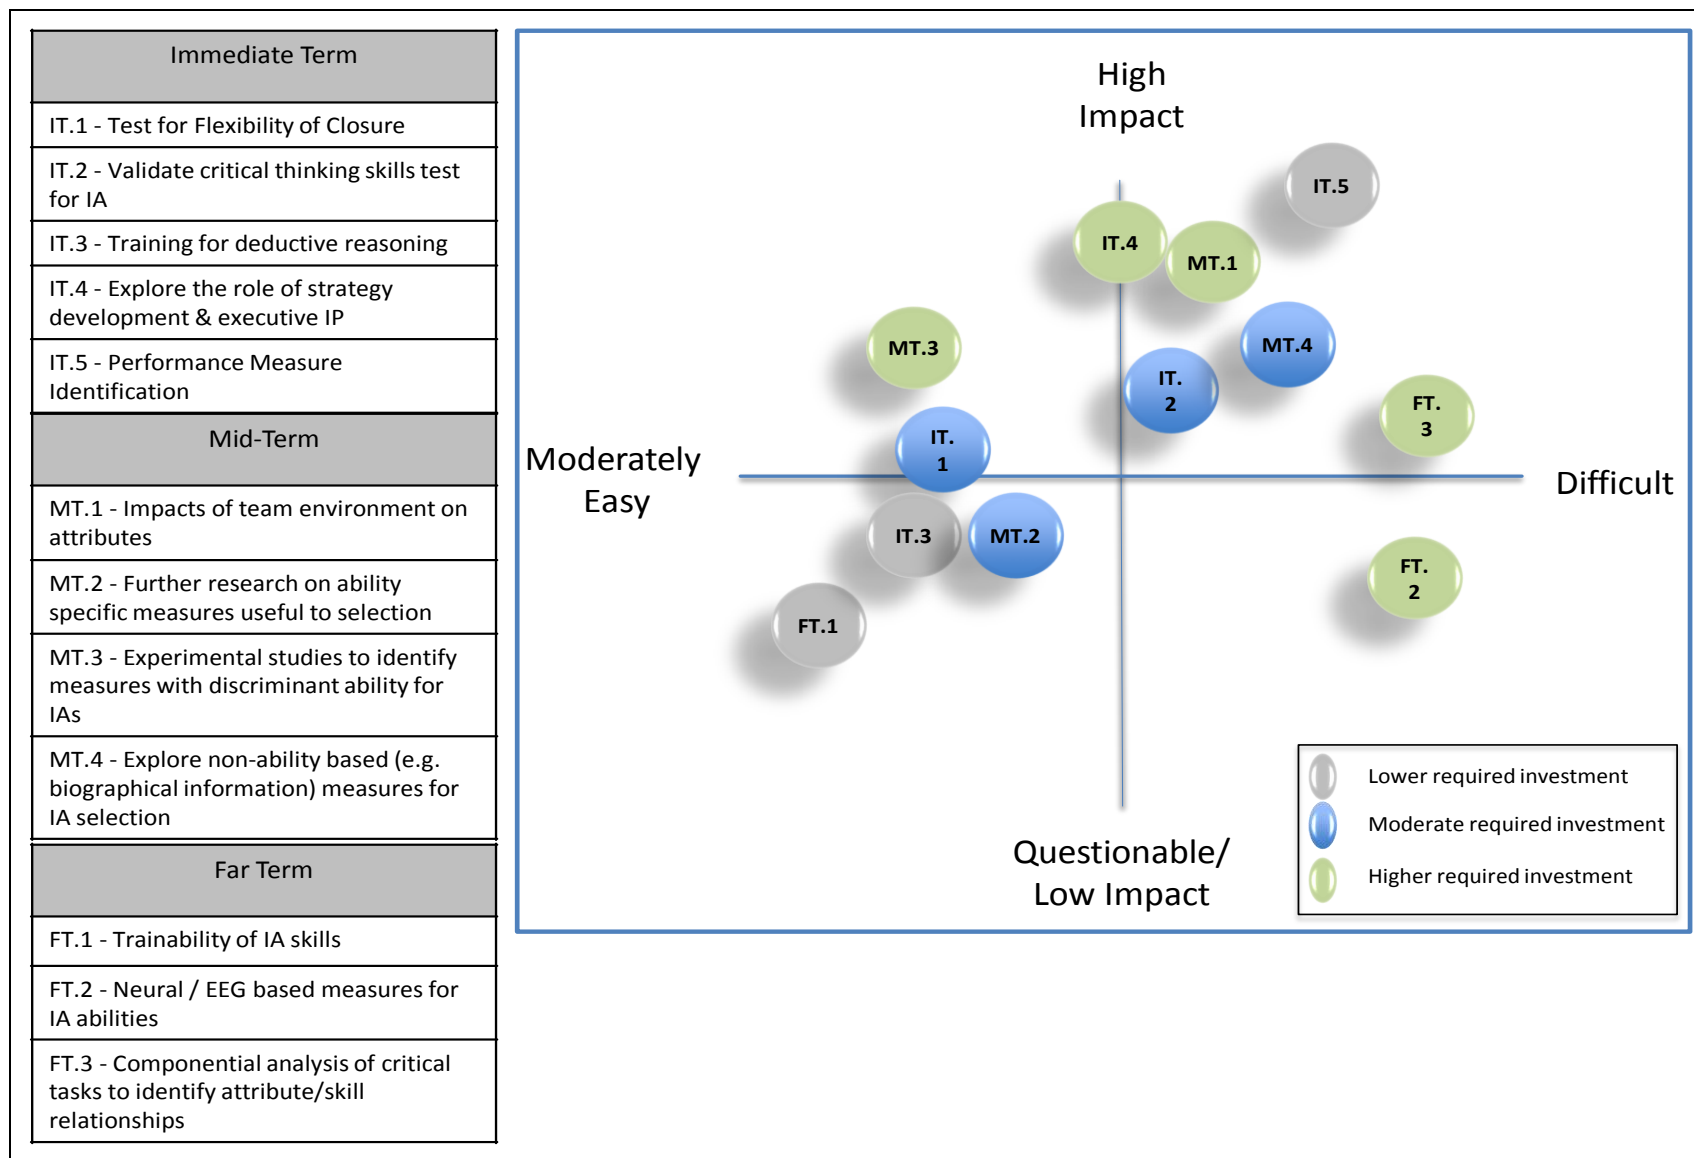 Immediate Term
IT.1 - Test for Flexibility of Closure
IT.2 - Validate critical thinking skills test
for IA
IT.3 - Training for deductive reasoning
IT.4 - Explore the role of strategy
development & executive IP
IT.5 - Performance Measure
Identification
Mid-Term
MT.1 - Impacts of team environment on
attributes
MT.2 - Further research on ability
specific measures useful to selection
MT.3 - Experimental studies to identify
measures with discriminant ability for
IAs
MT.4 - Explore non-ability based (e.g.
biographical information) measures for
IA selection
Far Term
FT.1 - Trainability of IA skills
FT.2 - Neural / EEG based measures for
IA abilities
FT.3 - Componential analysis of critical
tasks to identify attribute/skill
relationships
High
Impact
IT.5
IT.4
MT.1
MT.3
MT.4
IT.
2
FT.
3
IT.
1
Moderately
Easy
Difficult
IT.3
MT.2
FT.
2
FT.1
Questionable/
Low Impact
Lower required investment
Moderate required investment
Higher required investment